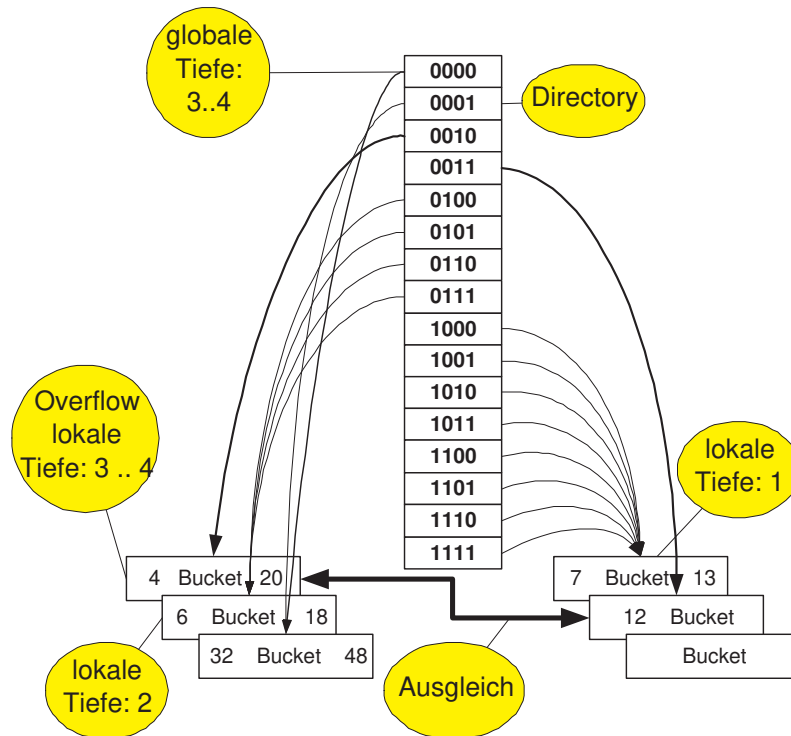 globale
Tiefe:
3..4
0000
0001
0010
0011
0100
0101
0110
0111
1000
1001
1010
1011
1100
1101
1110
1111
Directory
Overflow
lokale
Tiefe: 3 .. 4
lokale
Tiefe: 1
4 Bucket 20
6 Bucket 18
32 Bucket 48
7 Bucket 13
12 Bucket
Bucket
lokale
Tiefe: 2
Ausgleich